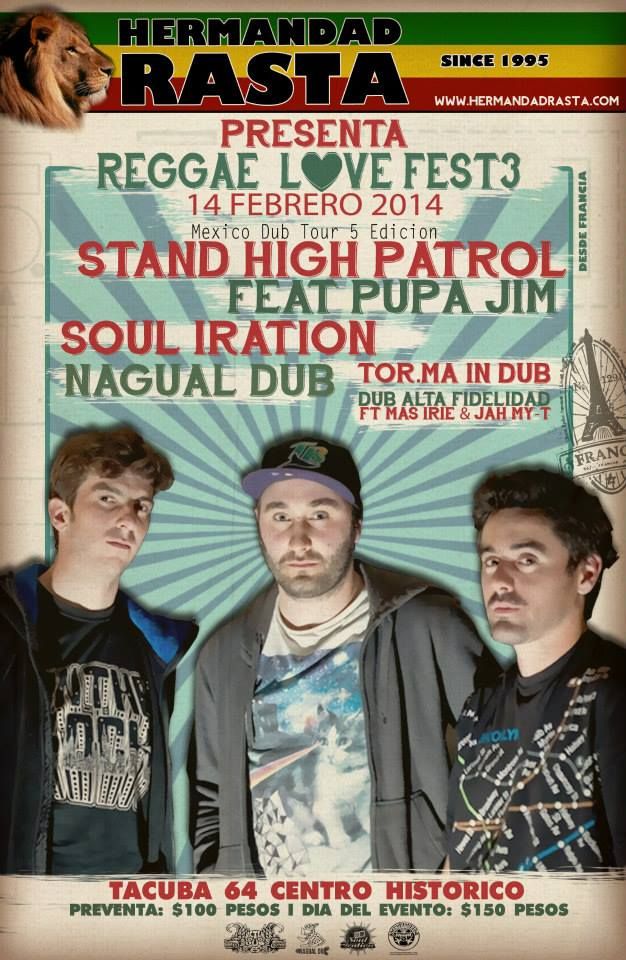 HERMANDAD
RASTA
SINCE 1995
WWW.HERMANDADRASTA.COM
PRESENTA
REGGAE L♥VE FEST3
14 FEBRERO 2014
Mexico Dub Tour 5 Edicion
DESDE FRANCIA
STAND HIGH PATROL
FEAT PUPA JIM
SOUL IRATION
NAGUAL DUB
TOR.MA IN DUB
DUB ALTA FIDELIDAD
FT MAS IRIE & JAH MY-T
FRANC
TACUBA 64 CENTRO HISTORICO
PREVENTA: $100 PESOS I DIA DEL EVENTO: $150 PESOS